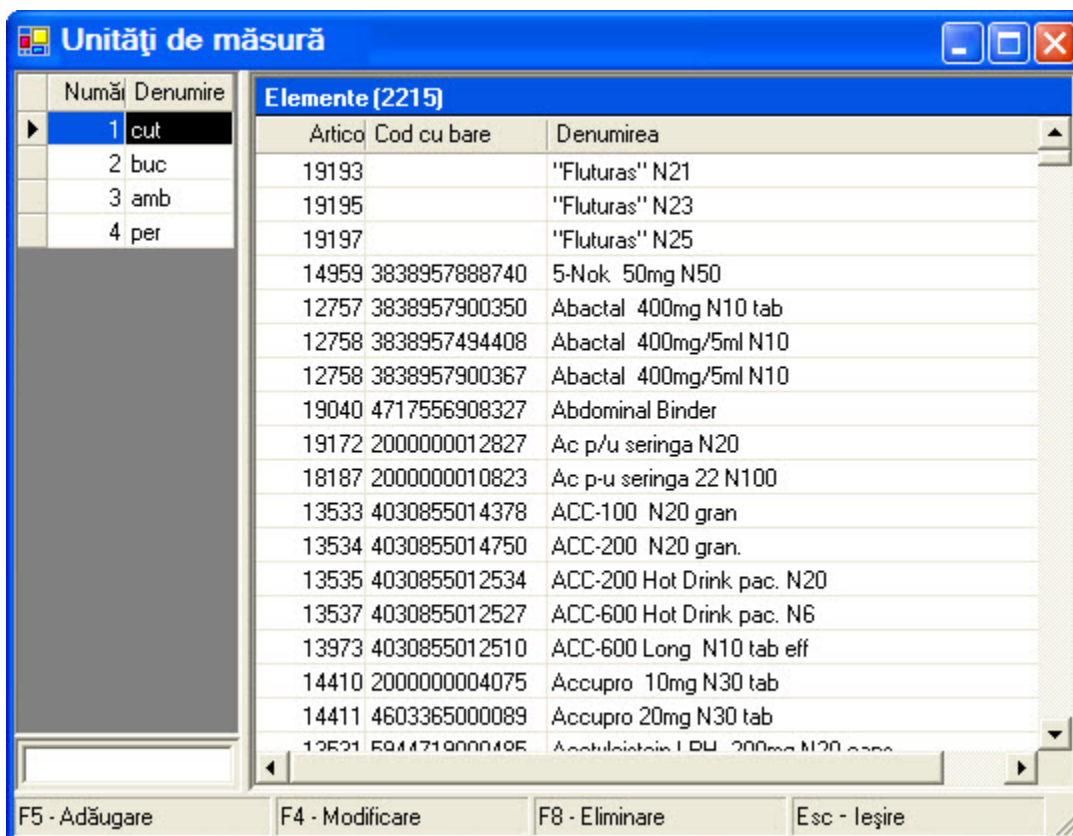 Unităţi de măsură
Număr Denumire
1 cut
2 buc
3 amb
4 per
Elemente (2215)
Artico Cod cu bare Denumirea
19193 "Fluturas" N21
19195 "Fluturas" N23
19197 "Fluturas" N25
14959 3838957888740 5-Nok 50mg N50
12757 3838957900350 Abactal 400mg N10 tab
12758 3838957494408 Abactal 400mg/5ml N10
12758 3838957900367 Abactal 400mg/5ml N10
19040 4717556908327 Abdominal Binder
19172 2000000012827 Ac p/u seringa N20
18187 2000000010823 Ac p-u seringa 22 N100
13533 4030855014378 ACC-100 N20 gran
13534 4030855014750 ACC-200 N20 gran.
13535 4030855012534 ACC-200 Hot Drink pac. N20
13537 4030855012527 ACC-600 Hot Drink pac. N6
13973 4030855012510 ACC-600 Long N10 tab eff
14410 2000000004075 Accupro 10mg N30 tab
14411 4603365000089 Accupro 20mg N30 tab
200mg N20
F5 - Adăugare F4 - Modificare F8 - Eliminare Esc - Ieşire